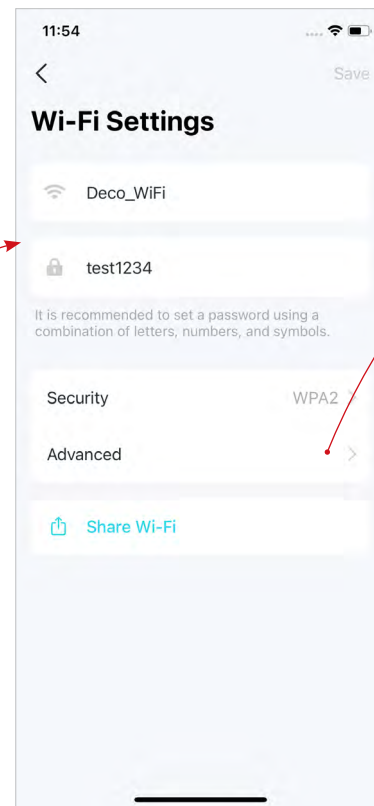 11:54
Save
Wi-Fi Settings
Deco_WiFi
test1234
It is recommended to set a password using a
combination of letters, numbers, and symbols.
Security WPA2
Advanced
Share Wi-Fi